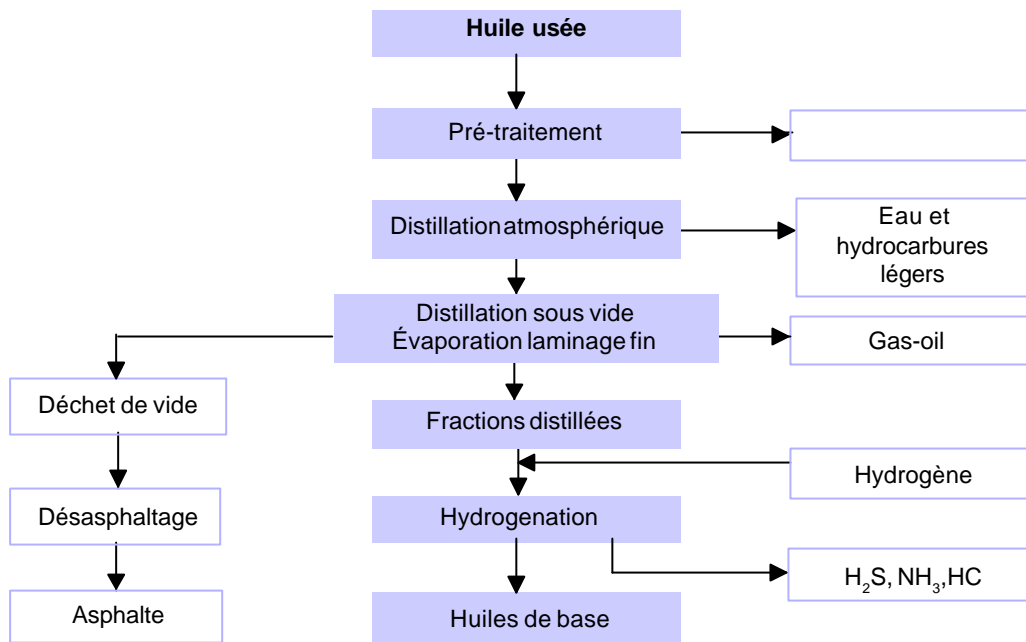 Huile usée
Pré-traitement
Distillation atmosphérique
Eau et
hydrocarbures
légers
Distillation sous vide
Évaporation laminage fin
Gas-oil
Déchet de vide
Fractions distillées
Hydrogène
Désasphaltage
Hydrogenation
H₂S, NH₃,HC
Asphalte
Huiles de base